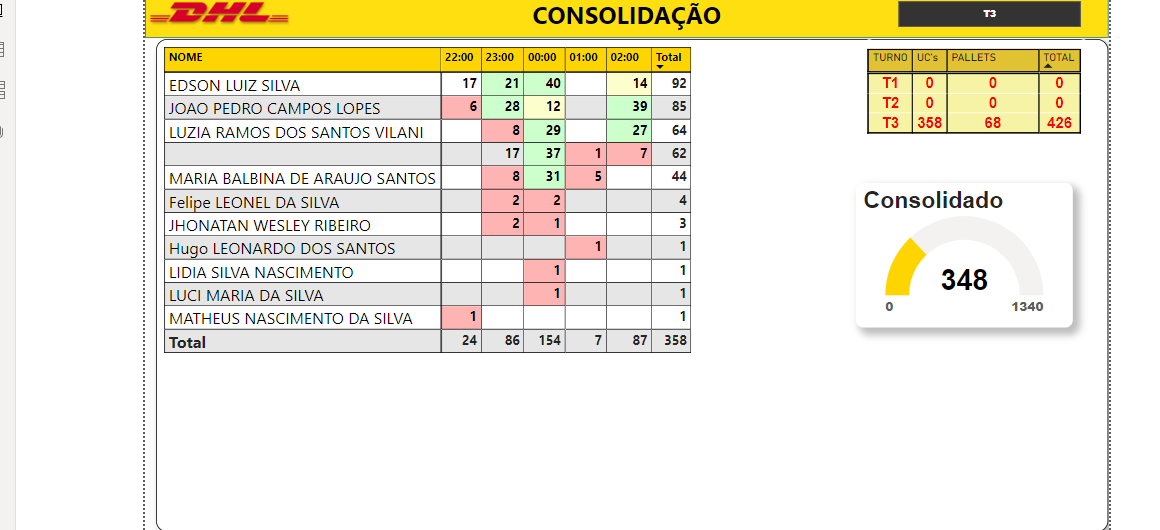 DHL
CONSOLIDAÇÃO
T3
NOME 22:00 23:00 00:00 01:00 02:00 Total
EDSON LUIZ SILVA 17 21 40 14 92
JOAO PEDRO CAMPOS LOPES 6 28 12 39 85
LUZIA RAMOS DOS SANTOS VILANI 8 29 27 64
17 37 1 7 62
MARIA BALBINA DE ARAUJO SANTOS 8 31 5 44
Felipe LEONEL DA SILVA 2 2 4
JHONATAN WESLEY RIBEIRO 2 1 3
Hugo LEONARDO DOS SANTOS 1 1
LIDIA SILVA NASCIMENTO 1 1
LUCI MARIA DA SILVA 1 1
MATHEUS NASCIMENTO DA SILVA 1 1
Total 24 86 154 7 87 358
TURNO UC's PALLETS TOTAL
T1 0 0 0
T2 0 0 0
T3 358 68 426
Consolidado
348
0 1340